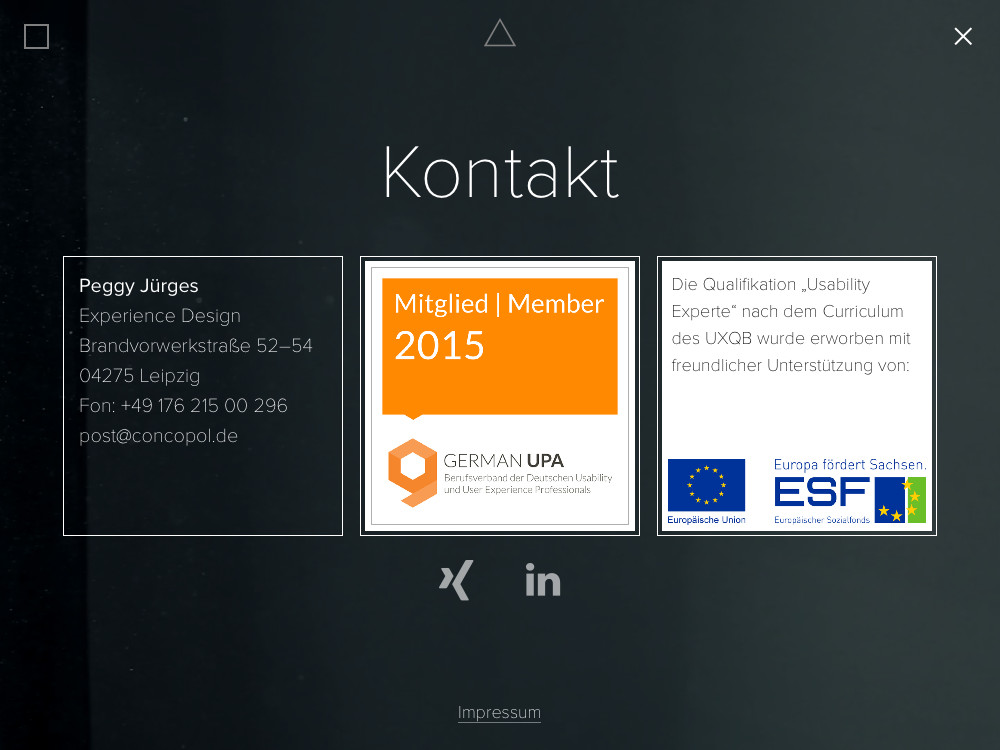 Kontakt
Peggy Jürges
Experience Design
Brandvorwerkstraße 52–54
04275 Leipzig
Fon: +49 176 215 00 296
post@concopol.de
Mitglied | Member
2015
GERMAN UPA
Berufsverband der Deutschen Usability
und User Experience Professionals
Die Qualifikation „Usability
Experte“ nach dem Curriculum
des UXQB wurde erworben mit
freundlicher Unterstützung von:
Europäische Union
Europa fördert Sachsen.
ESF
Europäischer Sozialfonds
in
Impressum